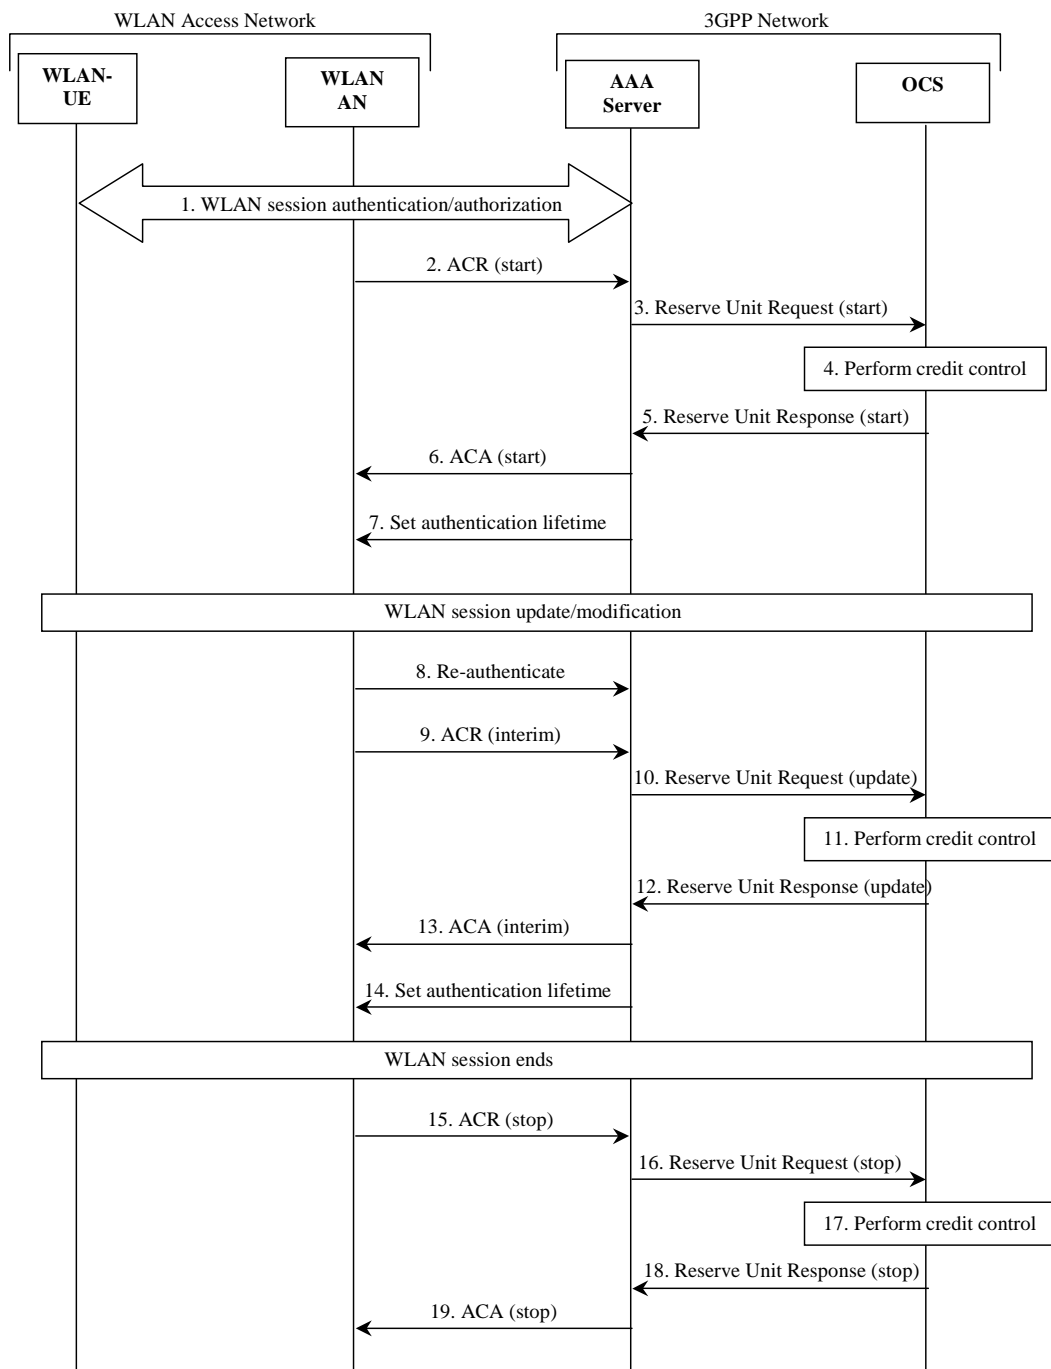 WLAN Access Network
3GPP Network
WLAN-
UE
WLAN
AN
AAA
Server
OCS
1. WLAN session authentication/authorization
2. ACR (start)
3. Reserve Unit Request (start)
4. Perform credit control
5. Reserve Unit Response (start)
6. ACA (start)
7. Set authentication lifetime
WLAN session update/modification
8. Re-authenticate
9. ACR (interim)
10. Reserve Unit Request (update)
11. Perform credit control
12. Reserve Unit Response (update)
13. ACA (interim)
14. Set authentication lifetime
WLAN session ends
15. ACR (stop)
16. Reserve Unit Request (stop)
17. Perform credit control
18. Reserve Unit Response (stop)
19. ACA (stop)